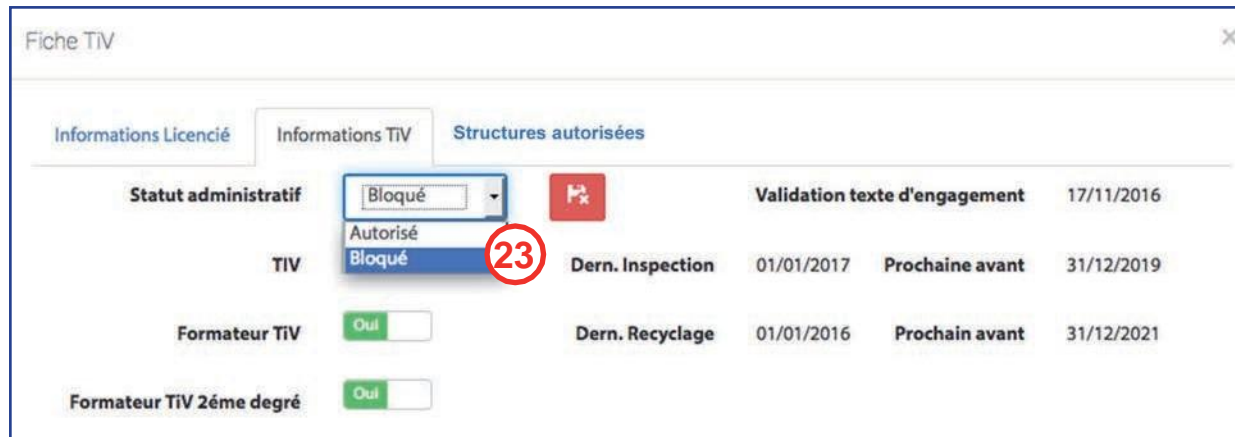 Fiche TiV
×
Informations Licencié Informations TiV Structures autorisées
Statut administratif Bloqué Validation texte d'engagement 17/11/2016
Autorisé
Bloqué 23
TIV Dern. Inspection 01/01/2017 Prochaine avant 31/12/2019
Formateur TiV Oui Dern. Recyclage 01/01/2016 Prochain avant 31/12/2021
Formateur TiV 2éme degré Oui